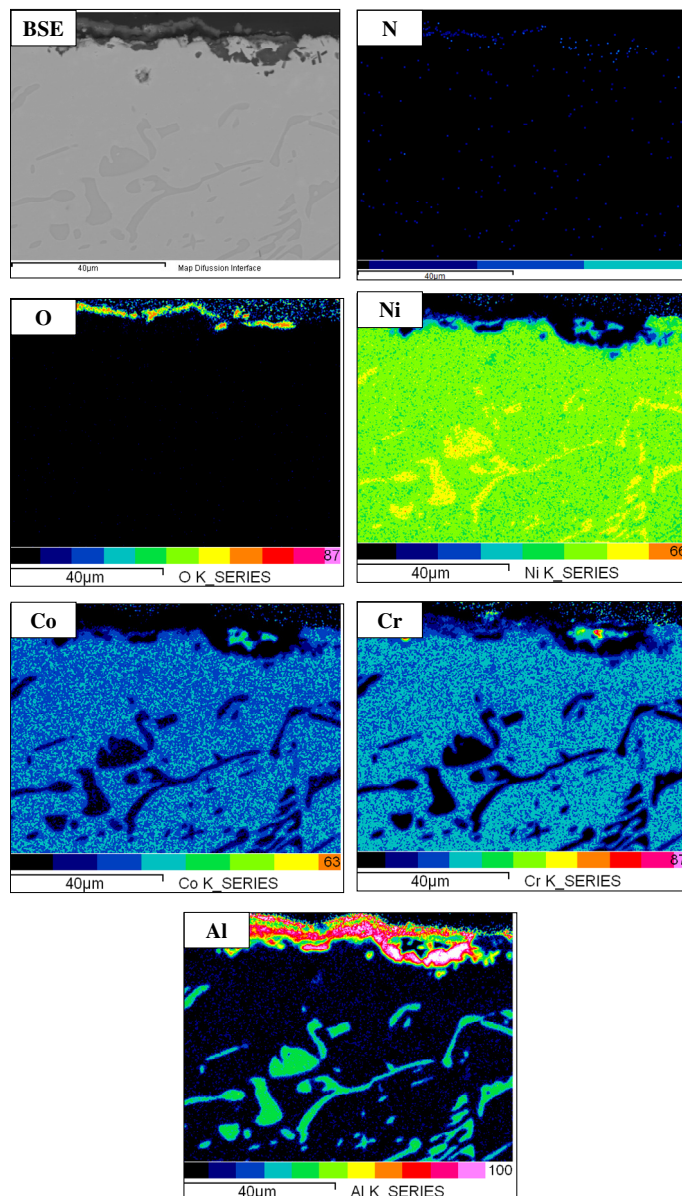 BSE
N
40µm
Map Difussion Interface
40µm
O
Ni
87
40µm
O K_SERIES
66
40µm
Ni K_SERIES
Co
Cr
63
40µm
Co K_SERIES
87
40µm
Cr K_SERIES
Al
100
40µm
Al K_SERIES